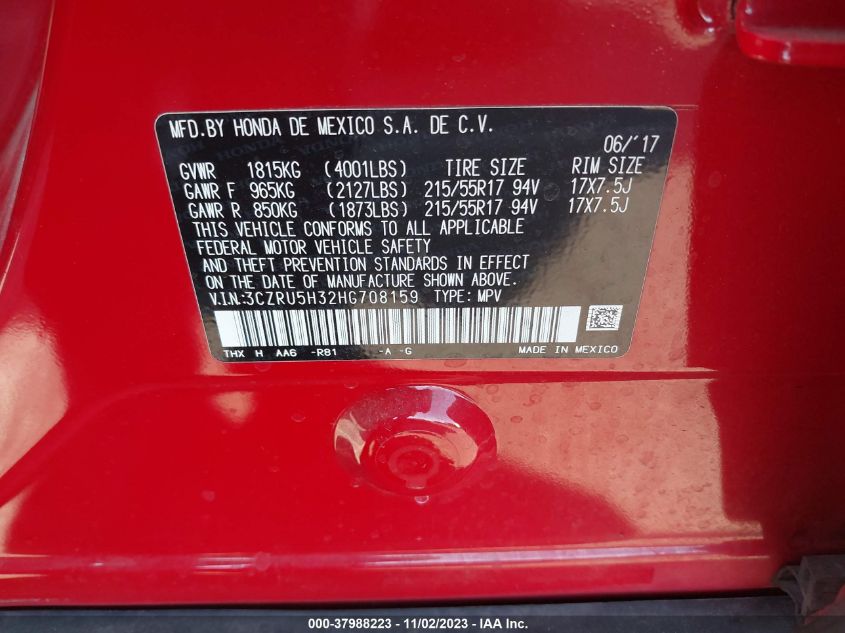 MFD.BY HONDA DE MEXICO S.A. DE C.V.
06/'17
GVWR 1815KG (4001LBS) TIRE SIZE RIM SIZE
GAWR F 965KG (2127LBS) 215/55R17 94V 17X7.5J
GAWR R 850KG (1873LBS) 215/55R17 94V 17X7.5J
THIS VEHICLE CONFORMS TO ALL APPLICABLE
FEDERAL MOTOR VEHICLE SAFETY
AND THEFT PREVENTION STANDARDS IN EFFECT
ON THE DATE OF MANUFACTURE SHOWN ABOVE.
V.I.N:3CZRU5H32HG708159 TYPE: MPV
THX H AA6 -R81 -A -G MADE IN MEXICO
000-37988223 - 11/02/2023 - IAA Inc.